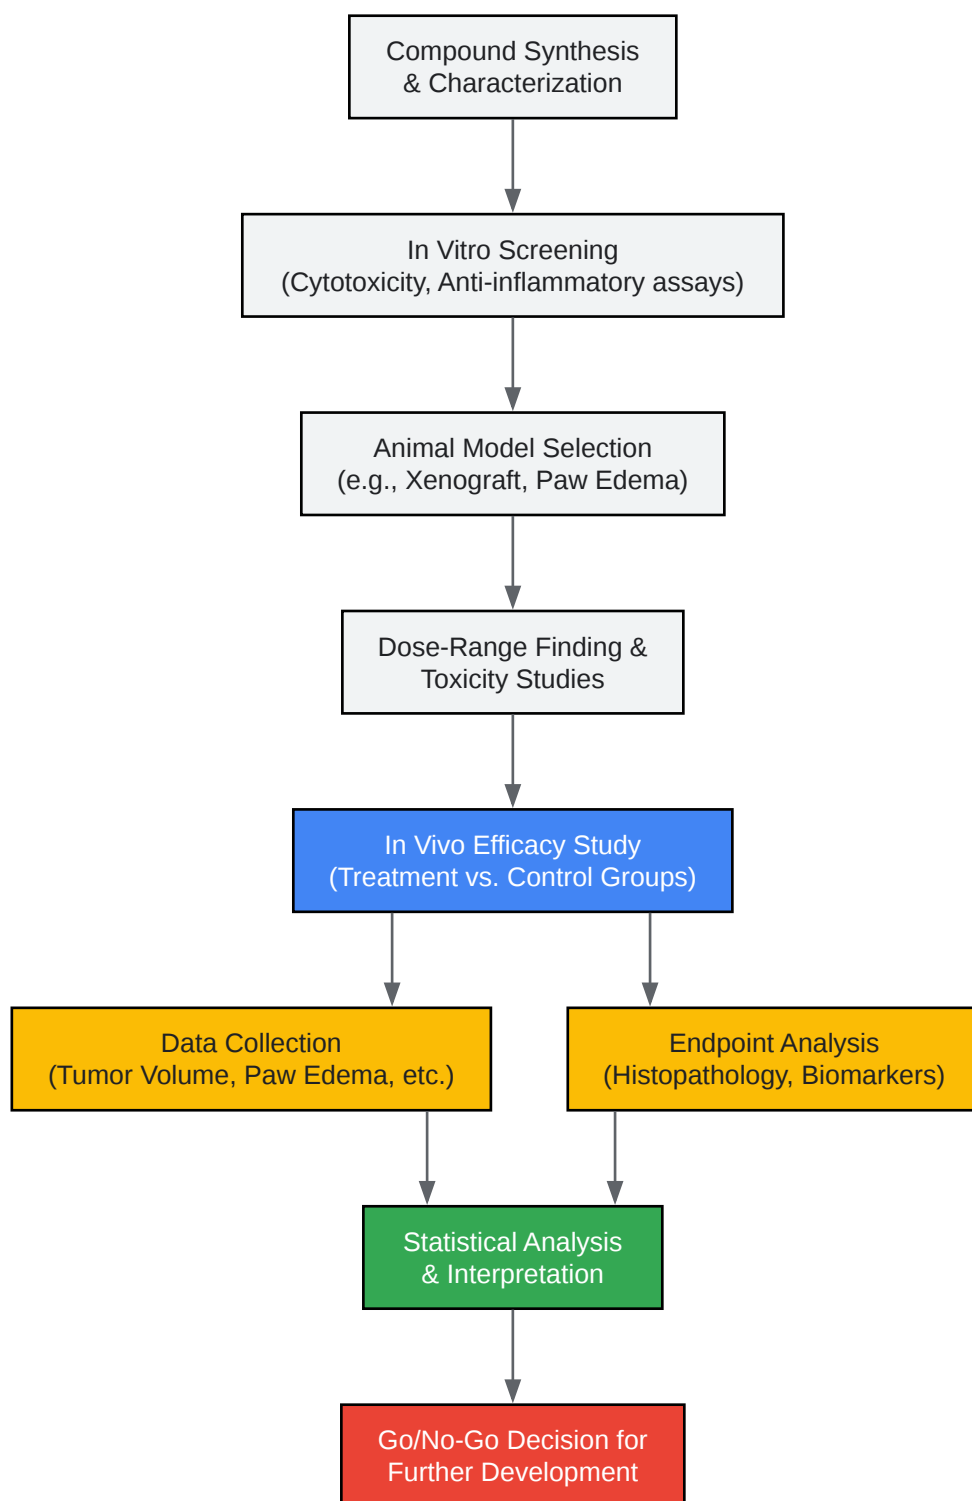 Compound Synthesis
& Characterization
In Vitro Screening
(Cytotoxicity, Anti-inflammatory assays)
Animal Model Selection
(e.g., Xenograft, Paw Edema)
Dose-Range Finding &
Toxicity Studies
In Vivo Efficacy Study
(Treatment vs. Control Groups)
Data Collection
(Tumor Volume, Paw Edema, etc.)
Endpoint Analysis
(Histopathology, Biomarkers)
Statistical Analysis
& Interpretation
Go/No-Go Decision for
Further Development